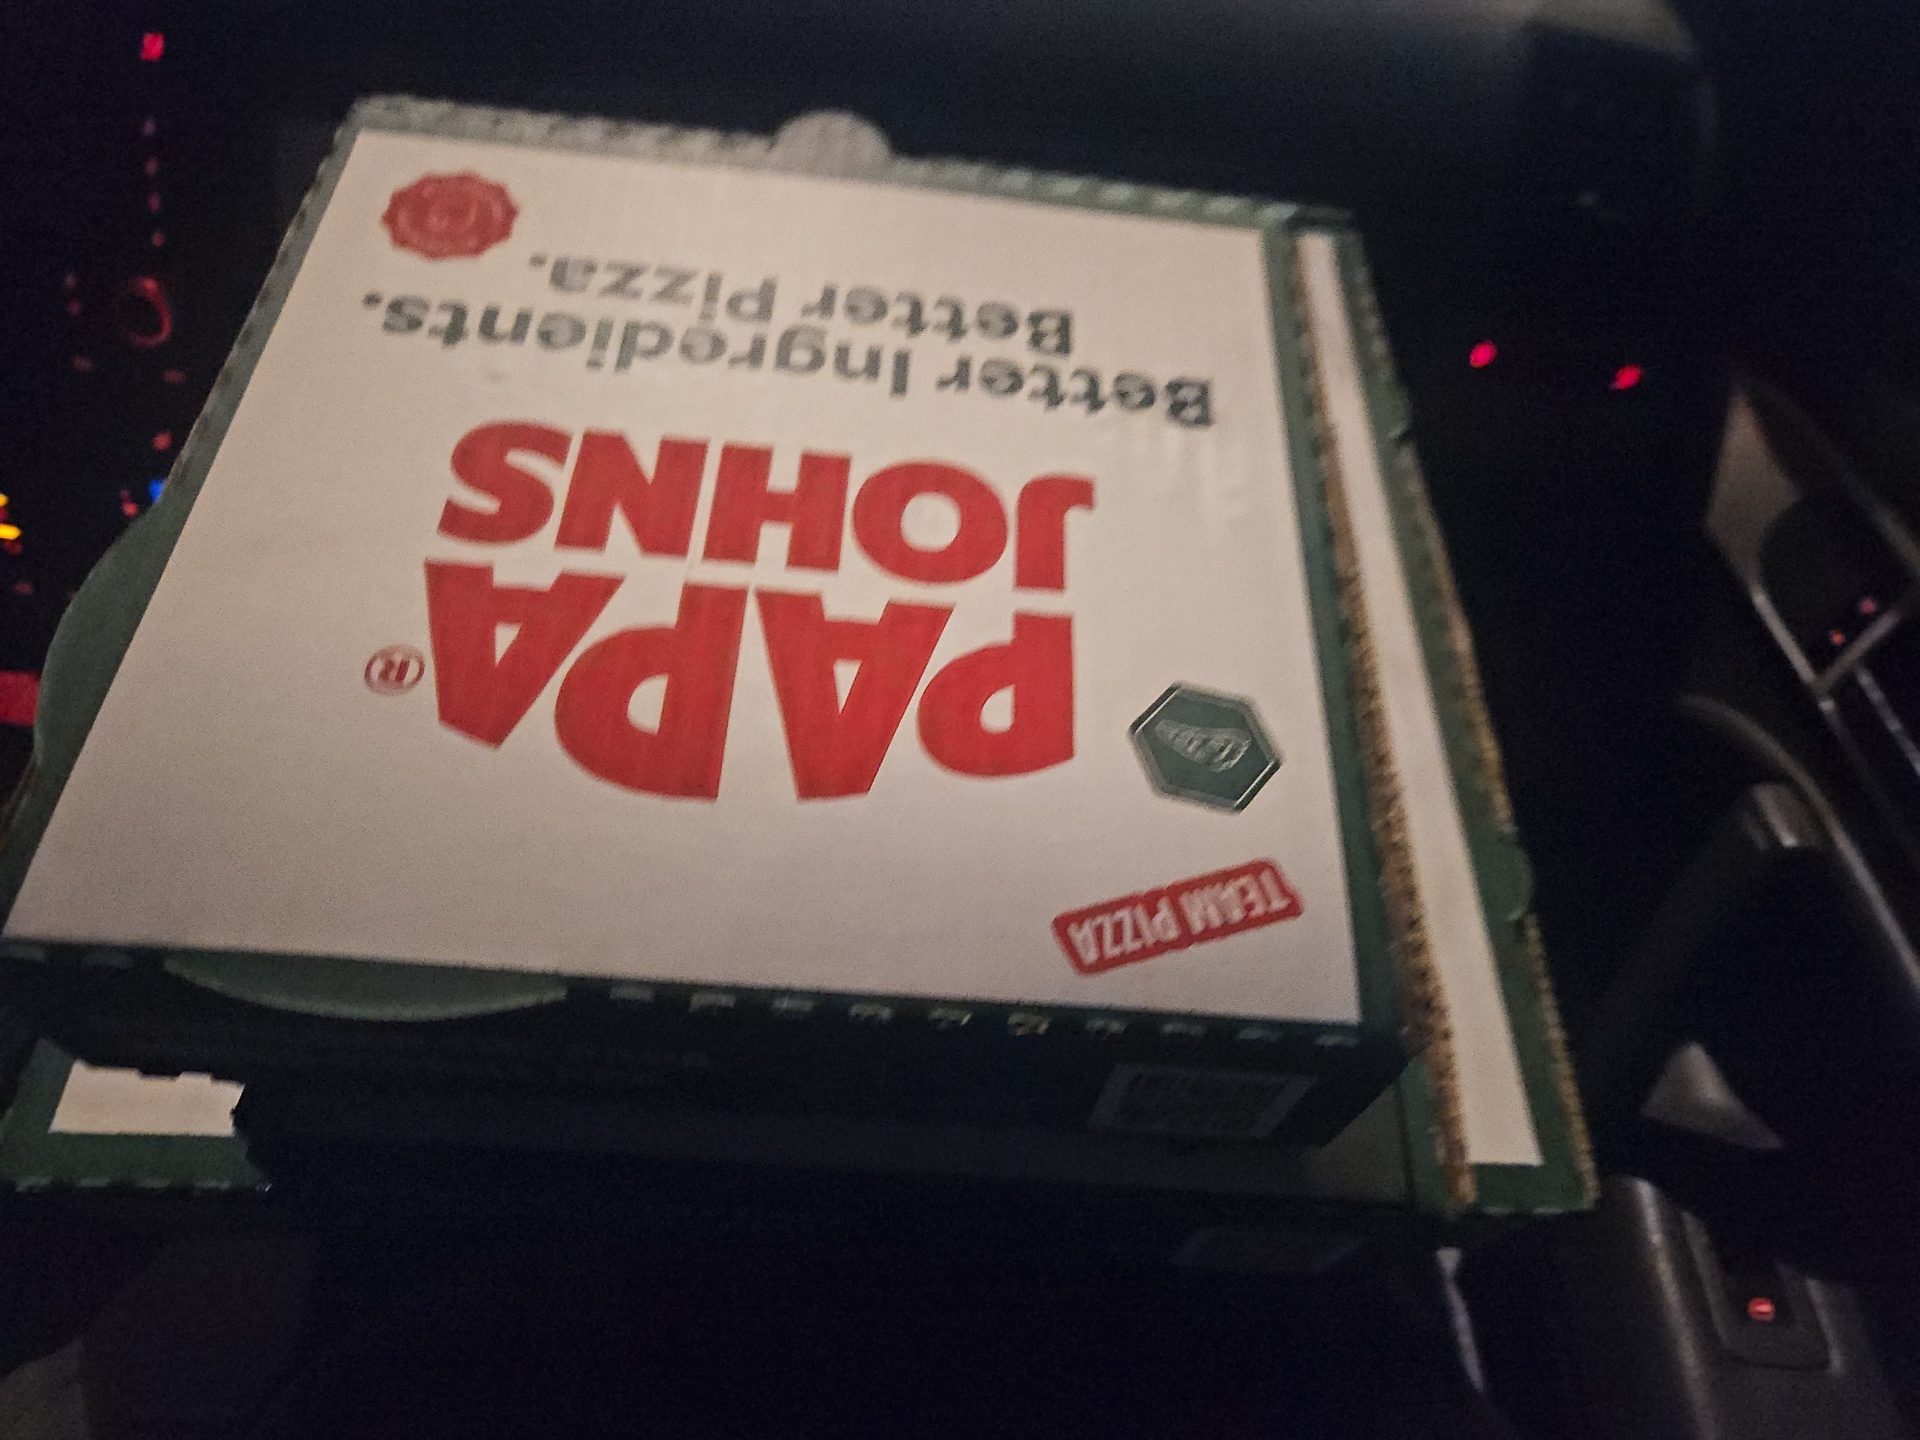 TEAM PIZZA
PAPA
JOHNS®
Better Ingredients.
Better Pizza.